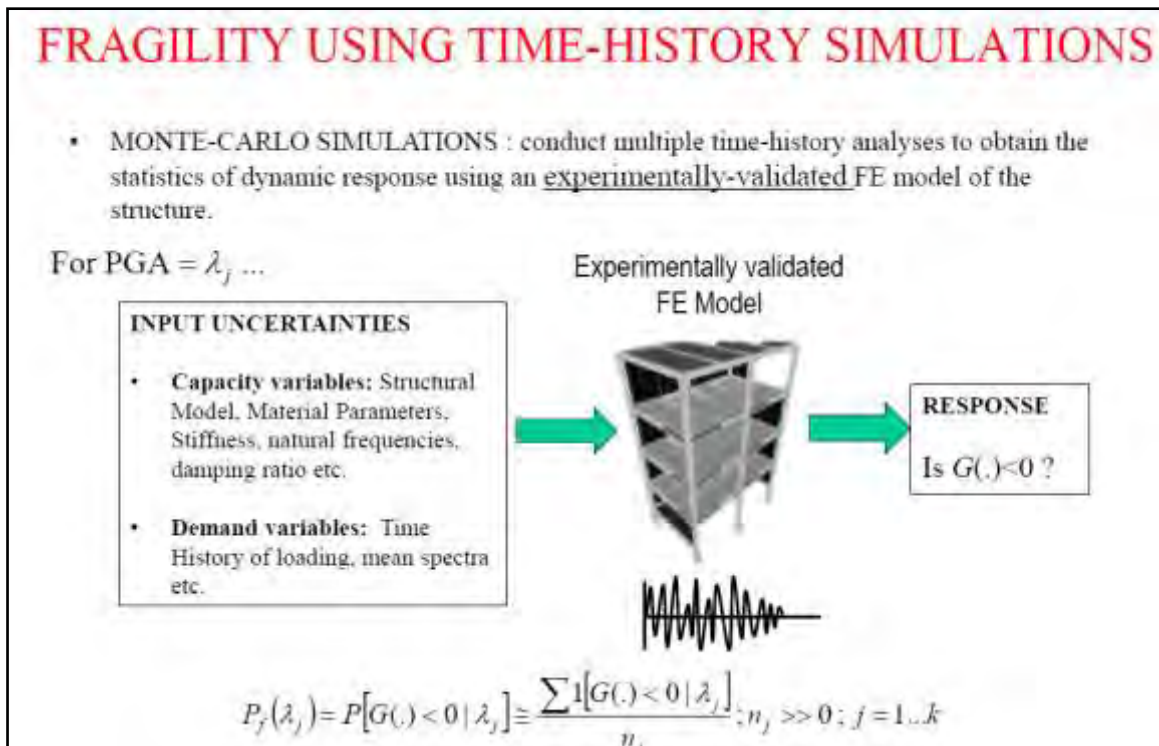 FRAGILITY USING TIME-HISTORY SIMULATIONS
• MONTE-CARLO SIMULATIONS : conduct multiple time-history analyses to obtain the
statistics of dynamic response using an experimentally-validated FE model of the
structure.
For PGA = λj ...
INPUT UNCERTAINTIES
• Capacity variables: Structural
Model, Material Parameters,
Stiffness, natural frequencies,
damping ratio etc.
• Demand variables: Time
History of loading, mean spectra
etc.
Experimentally validated
FE Model
RESPONSE
Is G(.)<0 ?
Pf(λj) = P[G(.) < 0 | λj] ≅ ∑1[G(.) < 0 | λj] / nj ; nj >> 0 ; j = 1...k